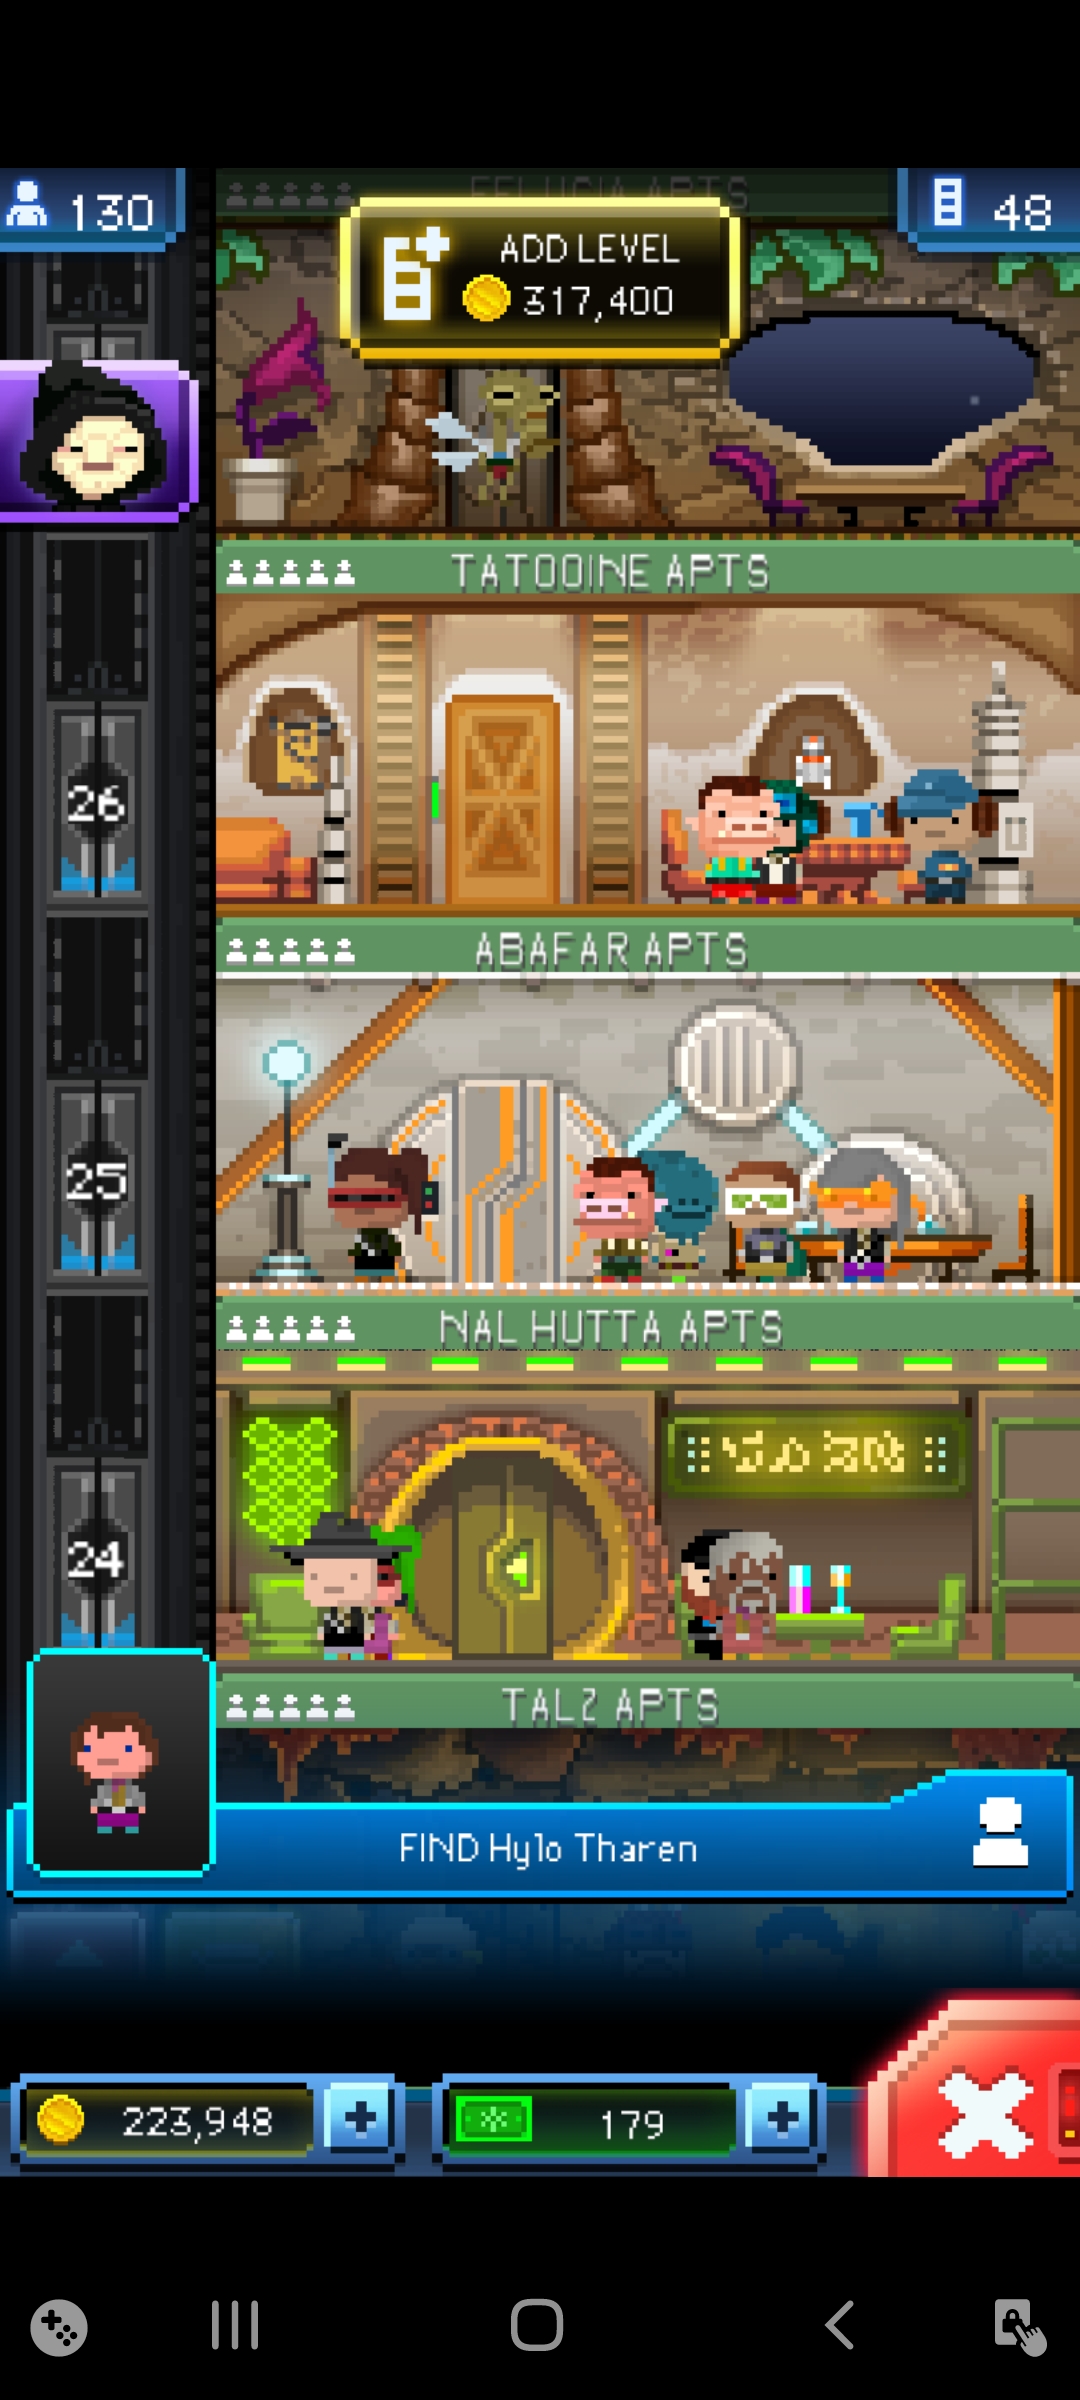 130
FELUCIA APTS
48
ADD LEVEL
317,400
TATOOINE APTS
26
ABAFAR APTS
25
NAL HUTTA APTS
24
TALZ APTS
FIND Hylo Tharen
223,948
179